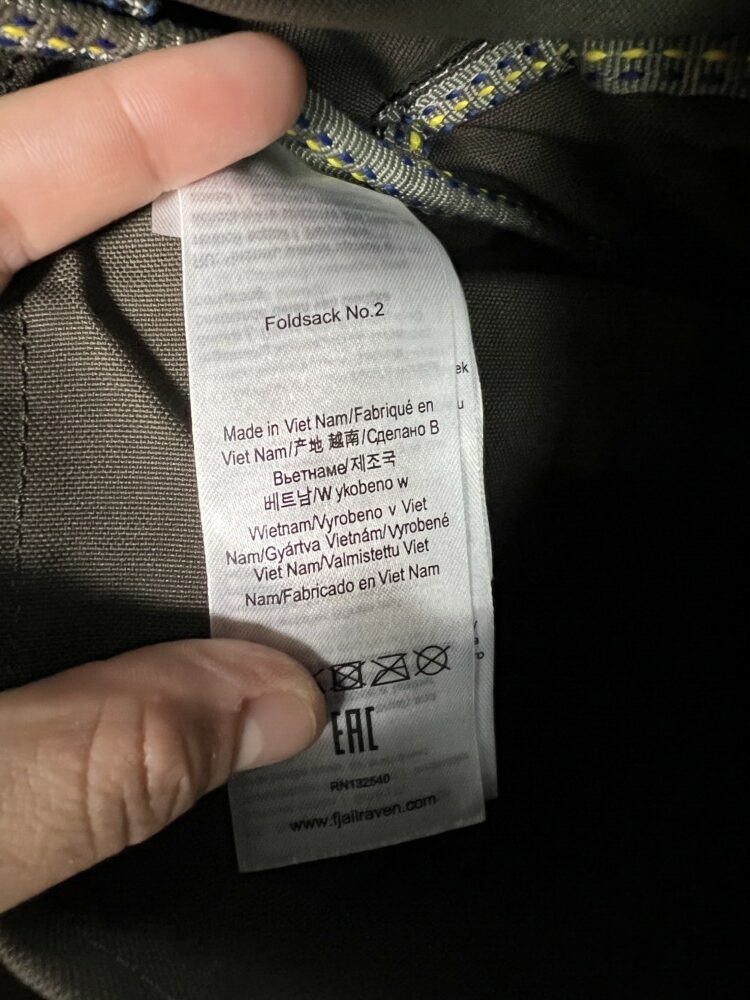 Foldsack No.2
Made in Viet Nam/Fabriqué en
Viet Nam/产地 越南/Сделано В
Вьетнаме/제조국
베트남/W ykobeno w
Wietnam/Vyrobeno v Viet
Nam/Gyártva Vietnám/Vyrobené
Viet Nam/Valmistettu Viet
Nam/Fabricado en Viet Nam
EAC
RN132540
www.fjallraven.com
ek
u